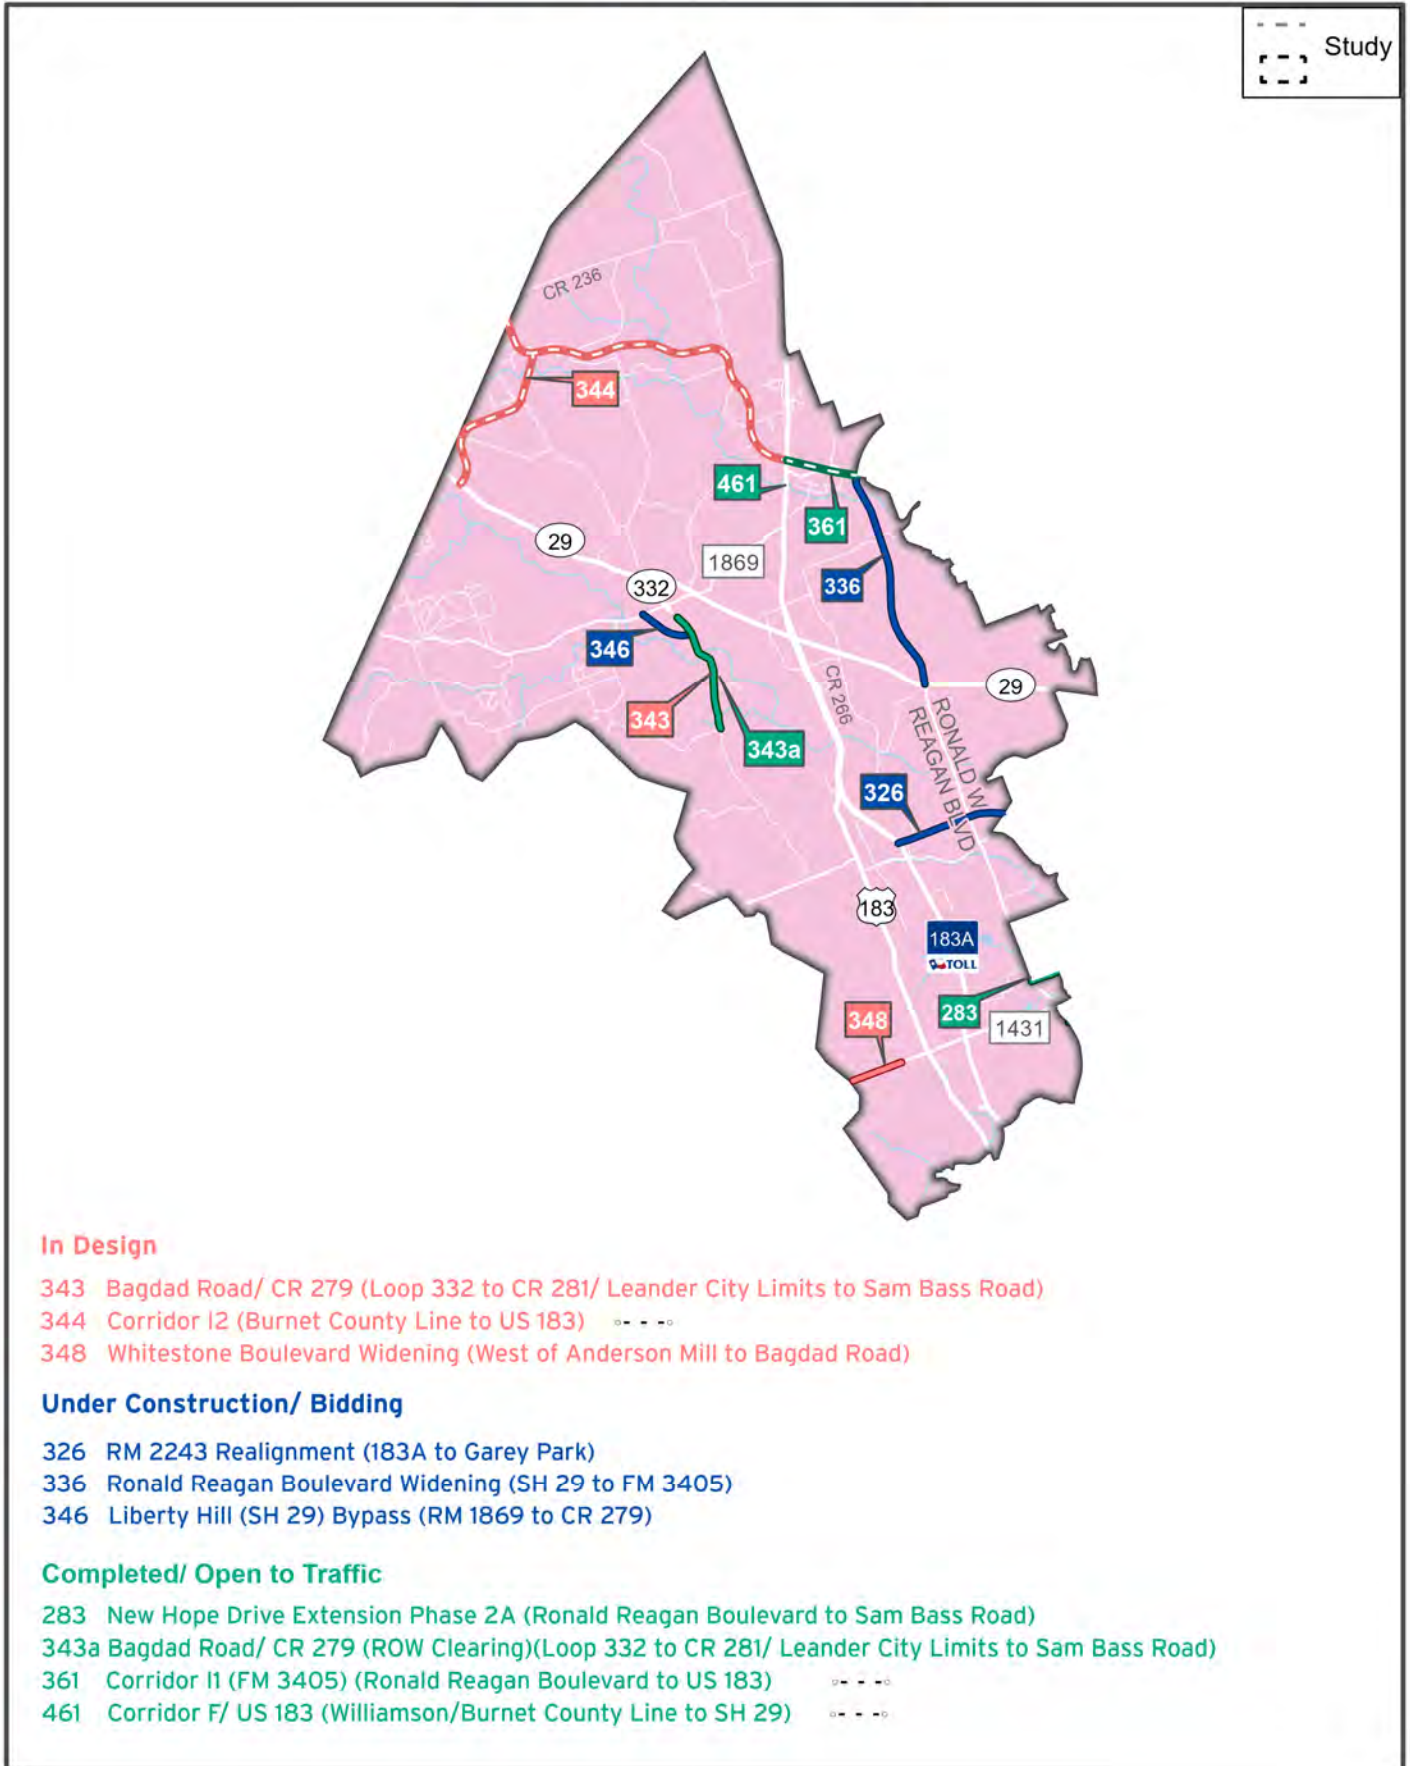 Study
CR 236
344
461
361
29
1869
332
336
346
CR 266
29
343
343a
RONALD W
REAGAN BLVD
326
183
183A
TOLL
283
348
1431
In Design
343 Bagdad Road/ CR 279 (Loop 332 to CR 281/ Leander City Limits to Sam Bass Road)
344 Corridor I2 (Burnet County Line to US 183)
348 Whitestone Boulevard Widening (West of Anderson Mill to Bagdad Road)
Under Construction/ Bidding
326 RM 2243 Realignment (183A to Garey Park)
336 Ronald Reagan Boulevard Widening (SH 29 to FM 3405)
346 Liberty Hill (SH 29) Bypass (RM 1869 to CR 279)
Completed/ Open to Traffic
283 New Hope Drive Extension Phase 2A (Ronald Reagan Boulevard to Sam Bass Road)
343a Bagdad Road/ CR 279 (ROW Clearing)(Loop 332 to CR 281/ Leander City Limits to Sam Bass Road)
361 Corridor I1 (FM 3405) (Ronald Reagan Boulevard to US 183)
461 Corridor F/ US 183 (Williamson/Burnet County Line to SH 29)